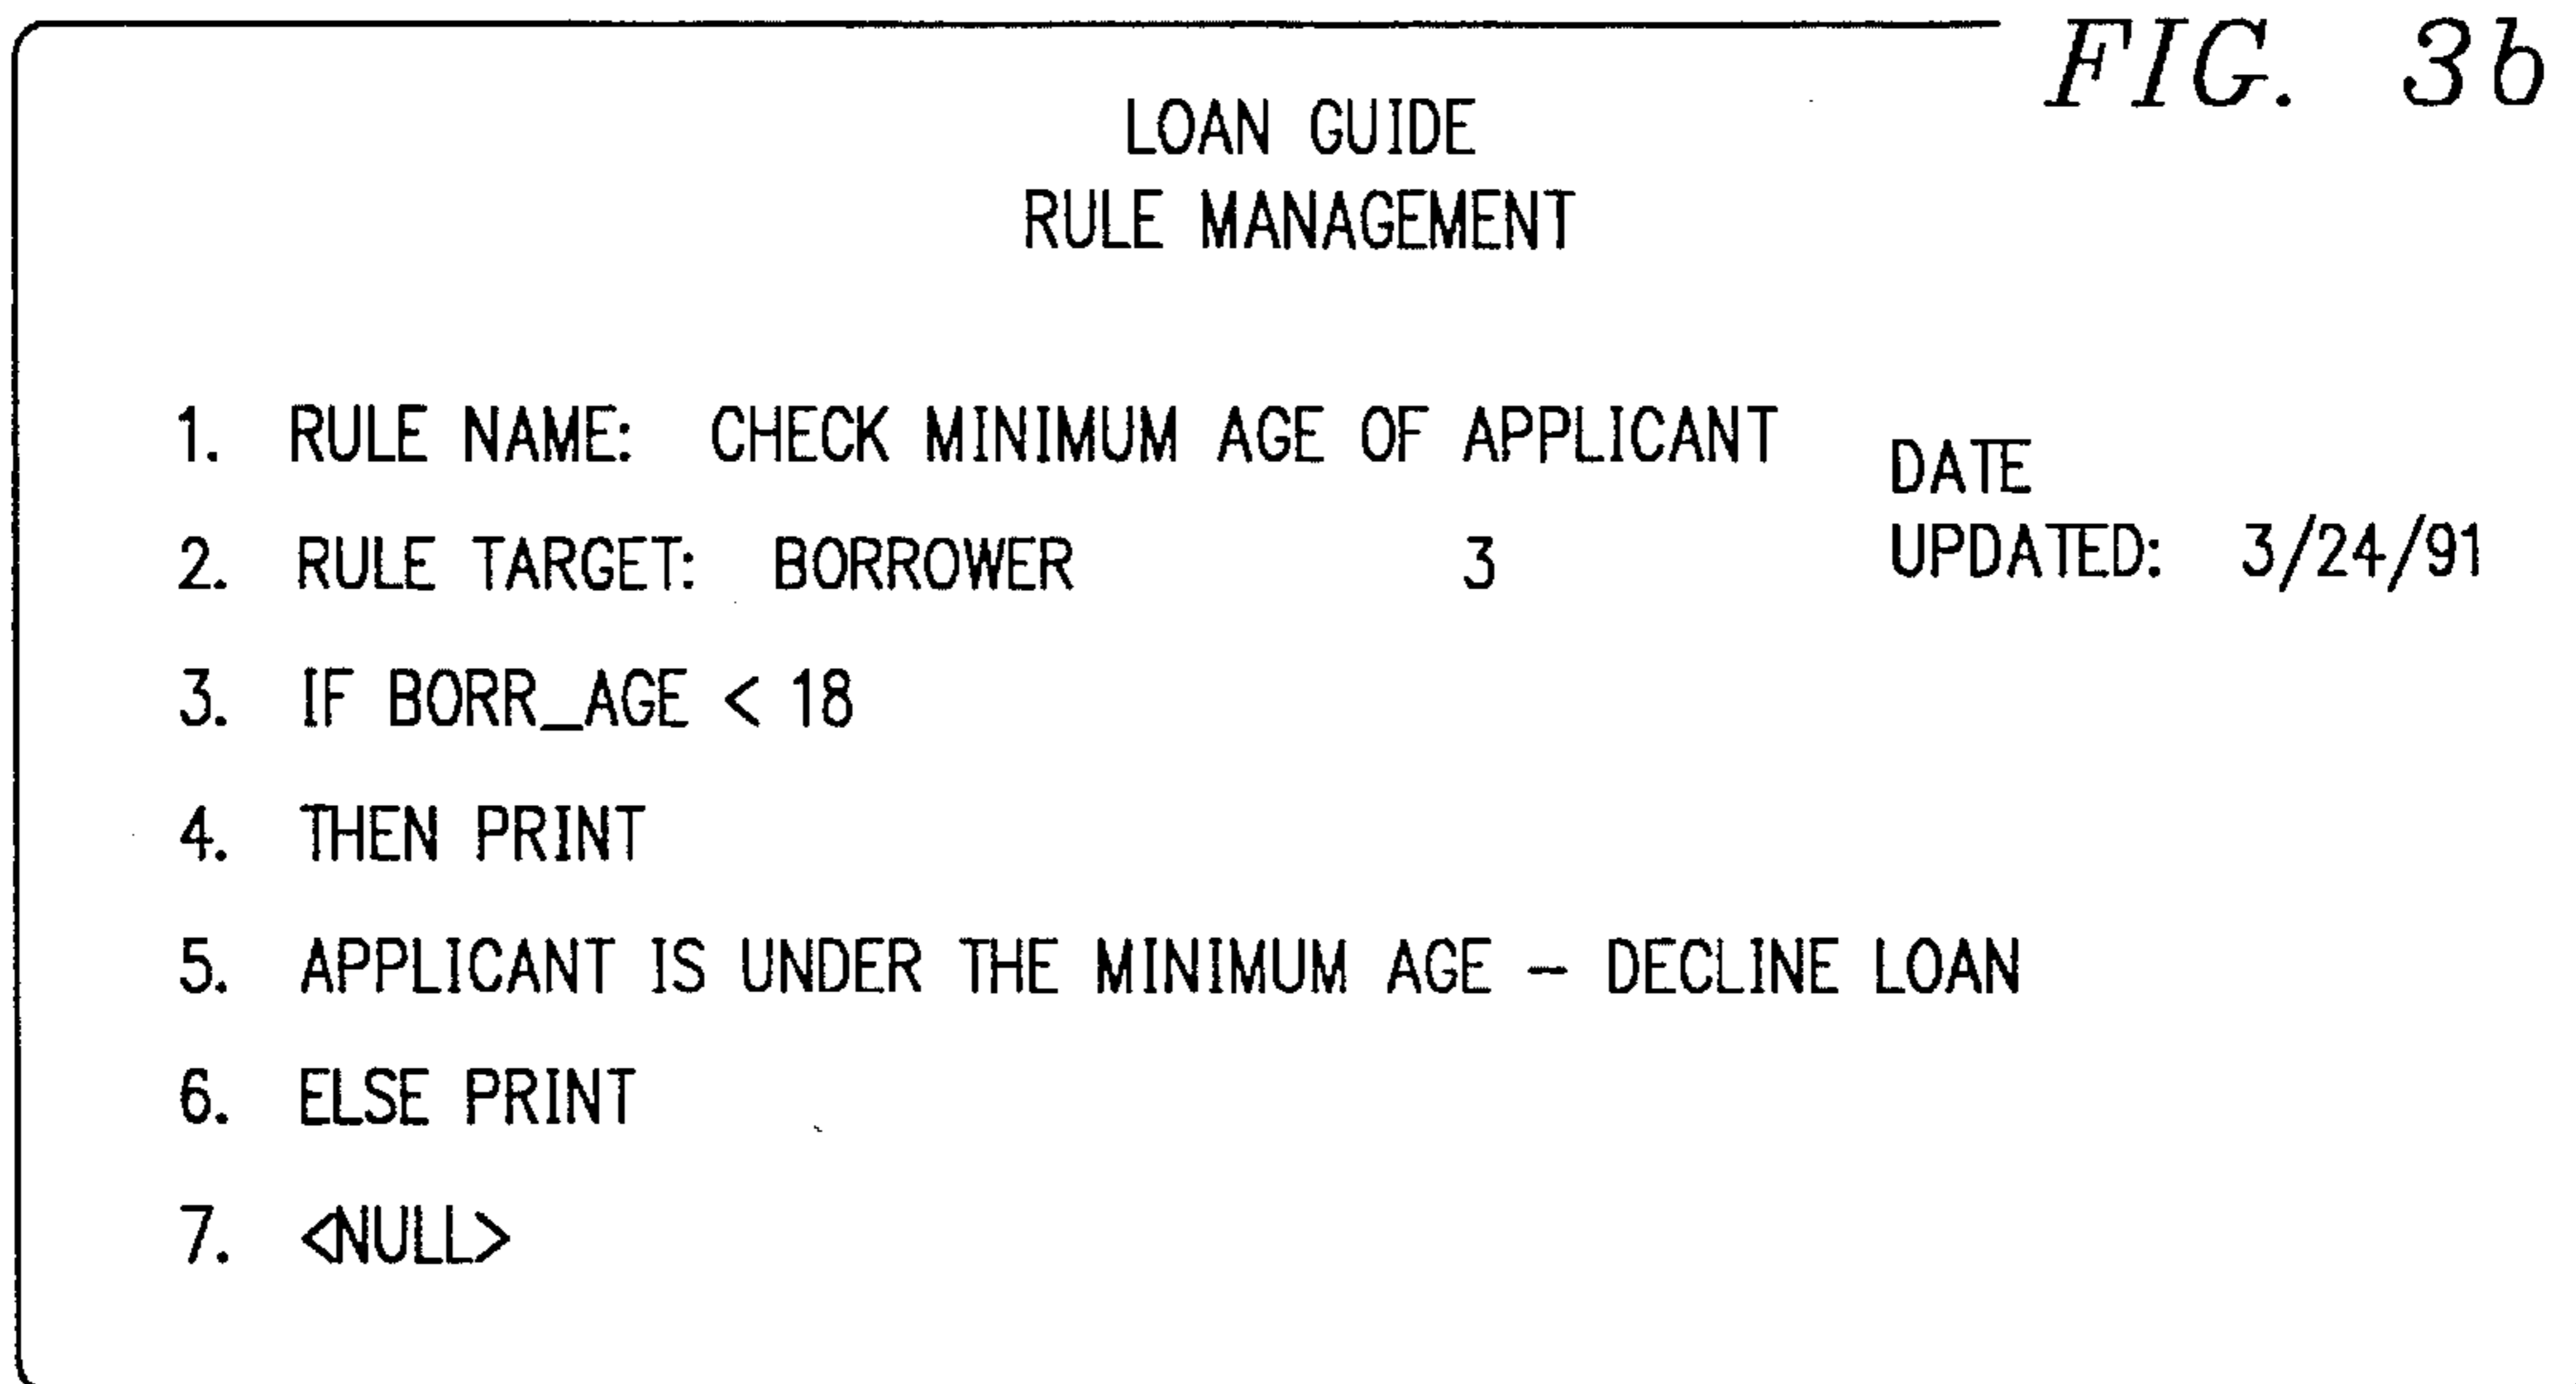 FIG. 3b
LOAN GUIDE
RULE MANAGEMENT
1. RULE NAME: CHECK MINIMUM AGE OF APPLICANT
DATE
2. RULE TARGET: BORROWER 3 UPDATED: 3/24/91
3. IF BORR_AGE < 18
4. THEN PRINT
5. APPLICANT IS UNDER THE MINIMUM AGE – DECLINE LOAN
6. ELSE PRINT
7. <NULL>